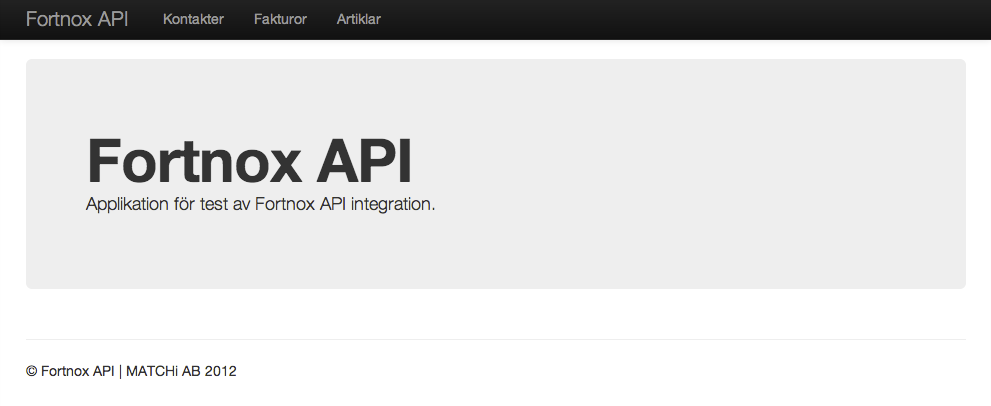 Fortnox API Kontakter Fakturor Artiklar
Fortnox API
Applikation för test av Fortnox API integration.
© Fortnox API | MATCHi AB 2012